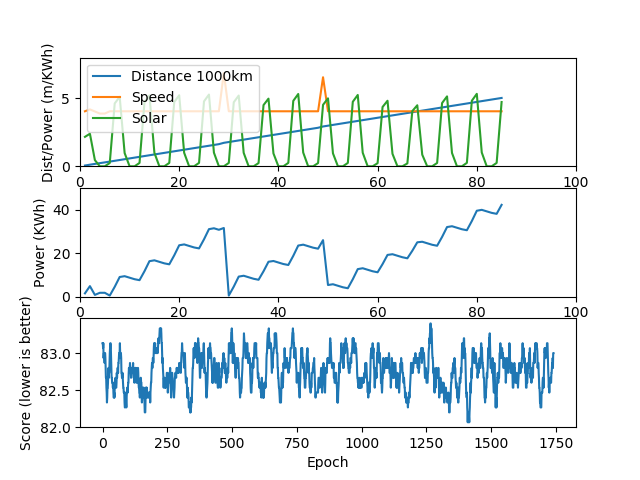 Dist/Power (m/KWh)
5
0
Distance 1000km
Speed
Solar
0 20 40 60 80 100
Power (KWh)
40
20
0
0 20 40 60 80 100
Score (lower is better)
83.0
82.5
82.0
0 250 500 750 1000 1250 1500 1750
Epoch